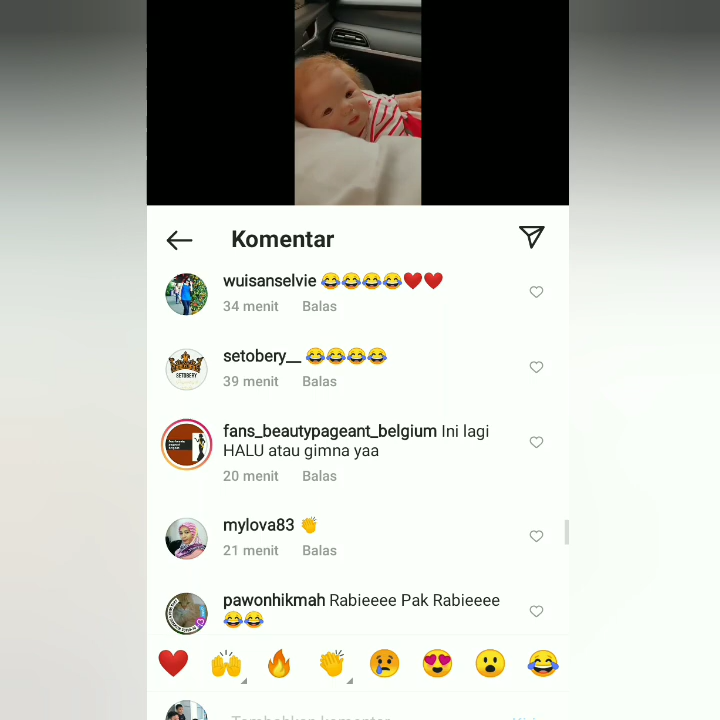 Komentar
wuisanselvie 😂😂😂😂❤️❤️
34 menit Balas
setobery__ 😂😂😂😂
SETOBERY
39 menit Balas
fans_beautypageant_belgium Ini lagi
HALU atau gimna yaa
20 menit Balas
mylova83 👏
21 menit Balas
pawonhikmah Rabieeee Pak Rabieeee
😂😂
❤️🙌🔥👏😢😍😮😂